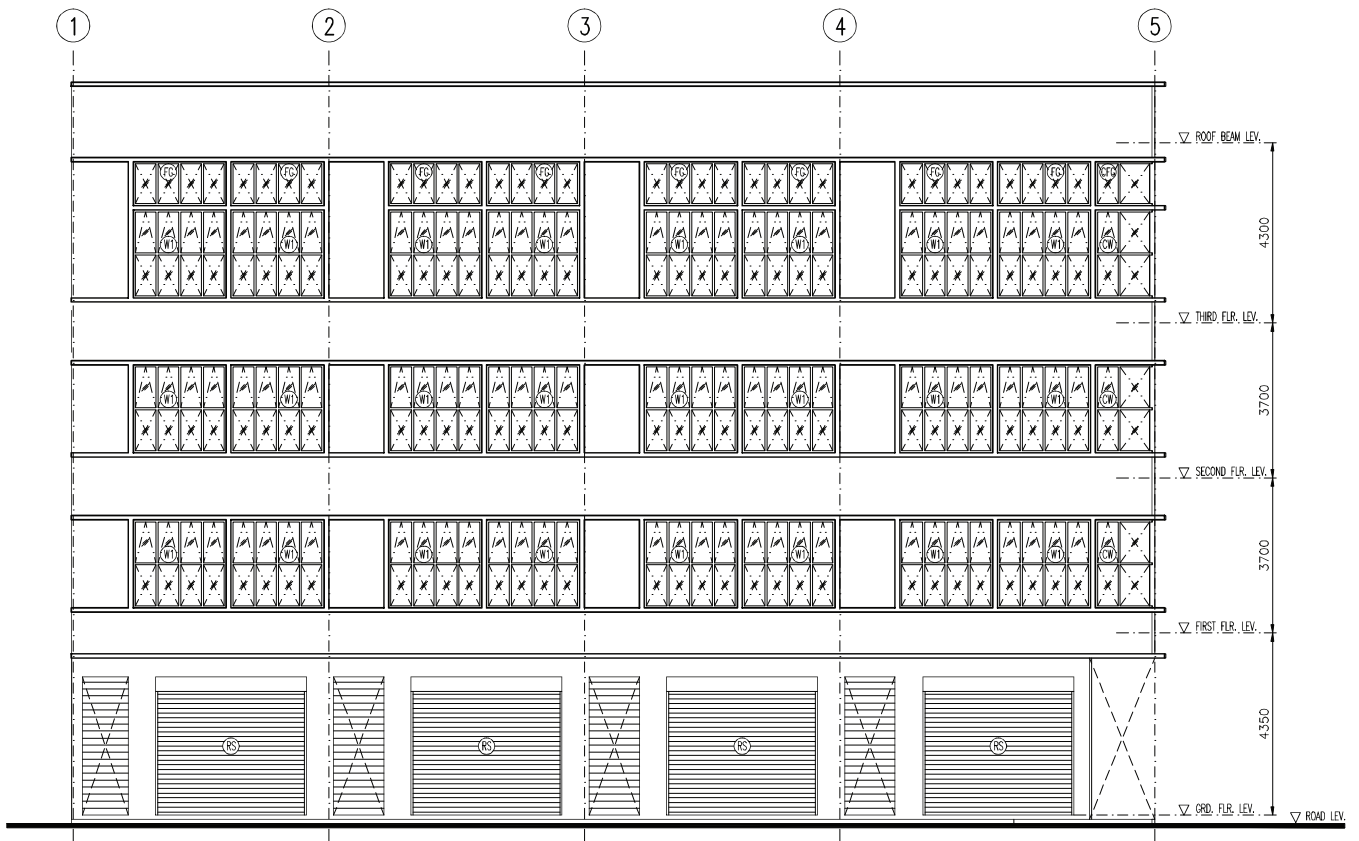 1 2 3 4 5
ROOF BEAM LEV.
FG FG FG FG FG FG FG FG CFG
4300
W1 W1 W1 W1 W1 W1 W1 W1 CW
THIRD FLR. LEV.
3700
W1 W1 W1 W1 W1 W1 W1 W1 CW
SECOND FLR. LEV.
3700
W1 W1 W1 W1 W1 W1 W1 W1 CW
FIRST FLR. LEV.
4350
RS RS RS RS
GRD. FLR. LEV.
ROAD LEV.